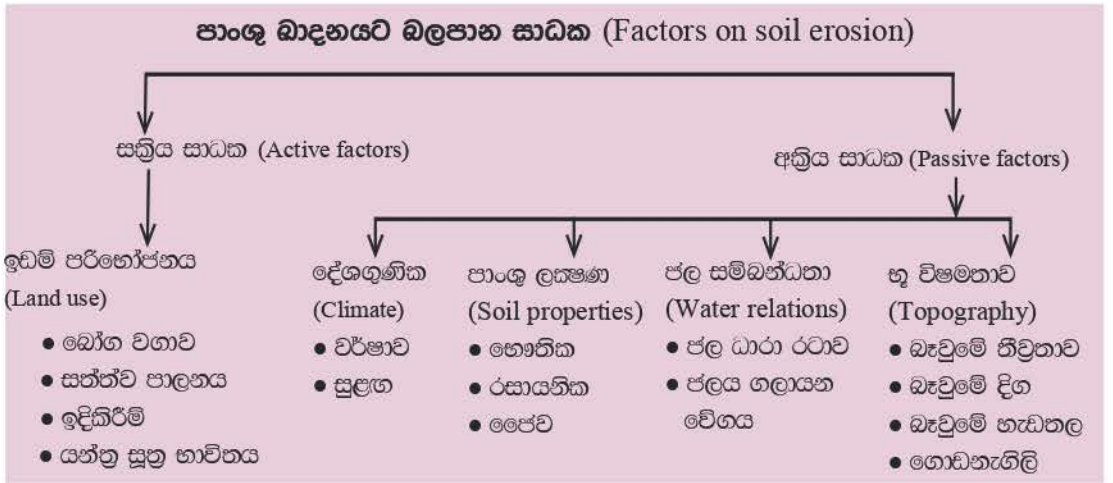 පාංශු ඛාදනයට බලපාන සාධක (Factors on soil erosion)
සක්‍රීය සාධක (Active factors)
අක්‍රීය සාධක (Passive factors)
ඉඩම් පරිභෝජනය
(Land use)
● බෝග වගාව
● සත්ත්ව පාලනය
● ඉදිකිරීම්
● යන්ත්‍ර සූත්‍ර භාවිතය
දේශගුණික
(Climate)
● වර්ෂාව
● සුළඟ
පාංශු ලක්‍ෂණ
(Soil properties)
● භෞතික
● රසායනික
● ජෛව
ජල සම්බන්ධතා
(Water relations)
● ජල ධාරා රටාව
● ජලය ගලායන
වේගය
භූ විෂමතාව
(Topography)
● බෑවුමේ තීව්‍රතාව
● බෑවුමේ දිග
● බෑවුමේ හැඩතල
● ගොඩනැගිලි